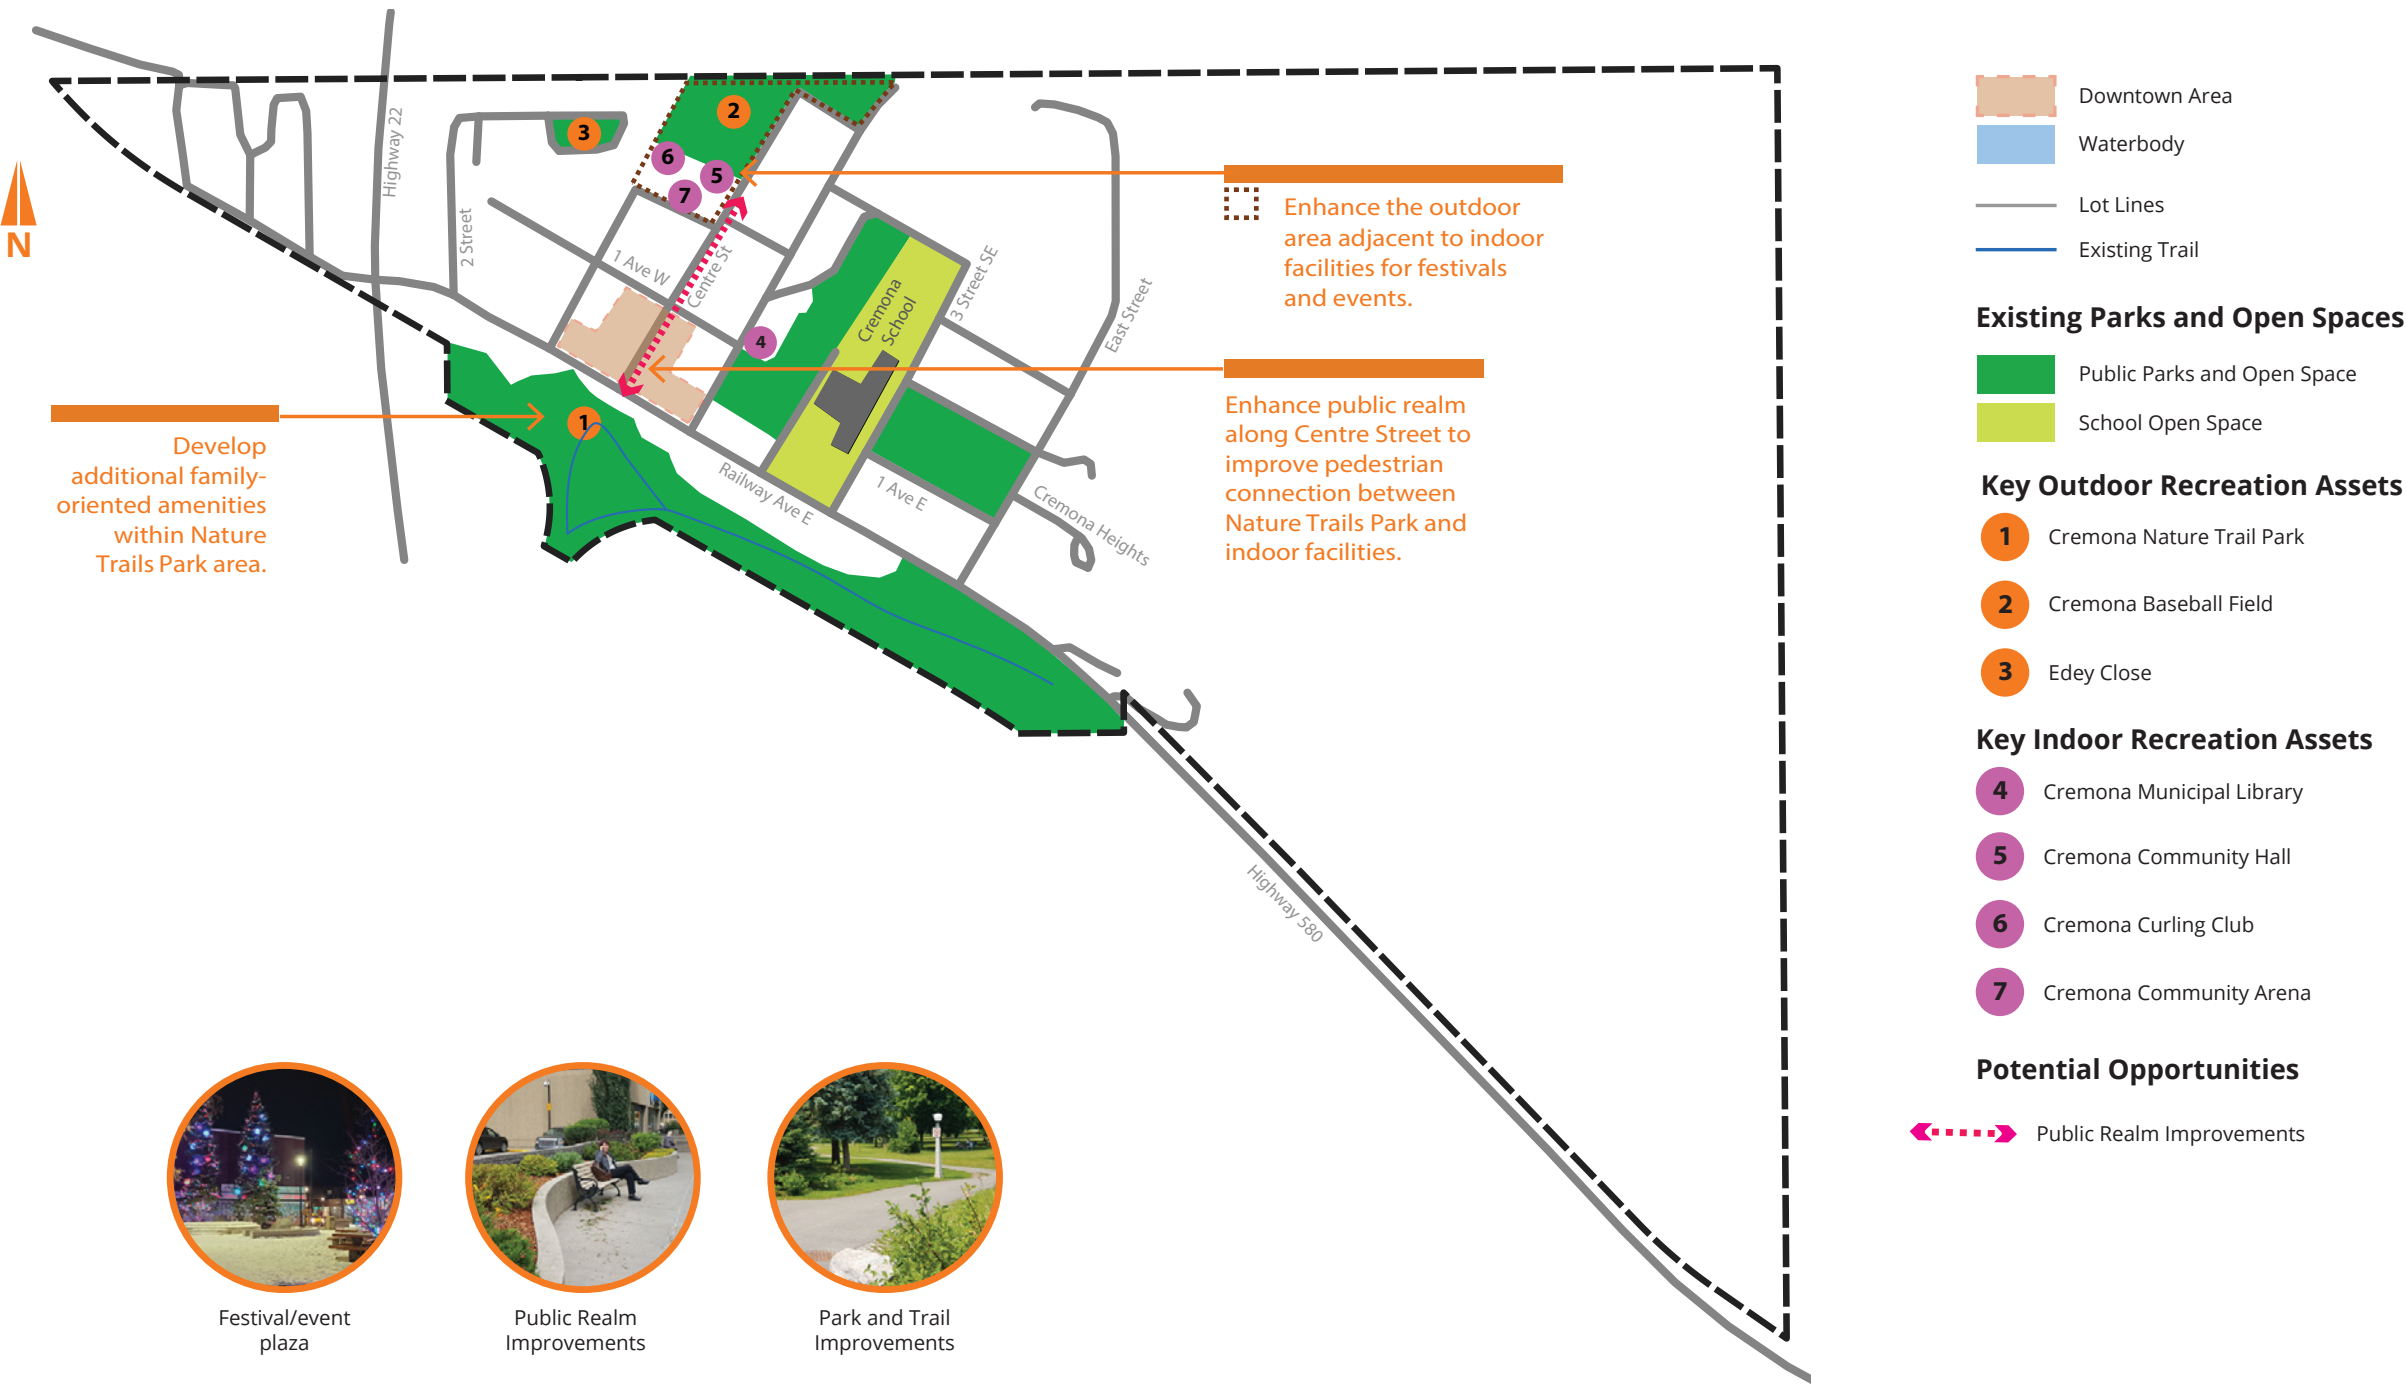 N
Highway 22
2 Street
3
2
6
5
7
1 Ave W
Centre St
4
Cremona
School
3 Street SE
East Street
1
Railway Ave E
1 Ave E
Cremona Heights
Highway 580
Develop
additional family-
oriented amenities
within Nature
Trails Park area.
Enhance the outdoor
area adjacent to indoor
facilities for festivals
and events.
Enhance public realm
along Centre Street to
improve pedestrian
connection between
Nature Trails Park and
indoor facilities.
Festival/event
plaza
Public Realm
Improvements
Park and Trail
Improvements
Downtown Area
Waterbody
Lot Lines
Existing Trail
Existing Parks and Open Spaces
Public Parks and Open Space
School Open Space
Key Outdoor Recreation Assets
1 Cremona Nature Trail Park
2 Cremona Baseball Field
3 Edey Close
Key Indoor Recreation Assets
4 Cremona Municipal Library
5 Cremona Community Hall
6 Cremona Curling Club
7 Cremona Community Arena
Potential Opportunities
Public Realm Improvements